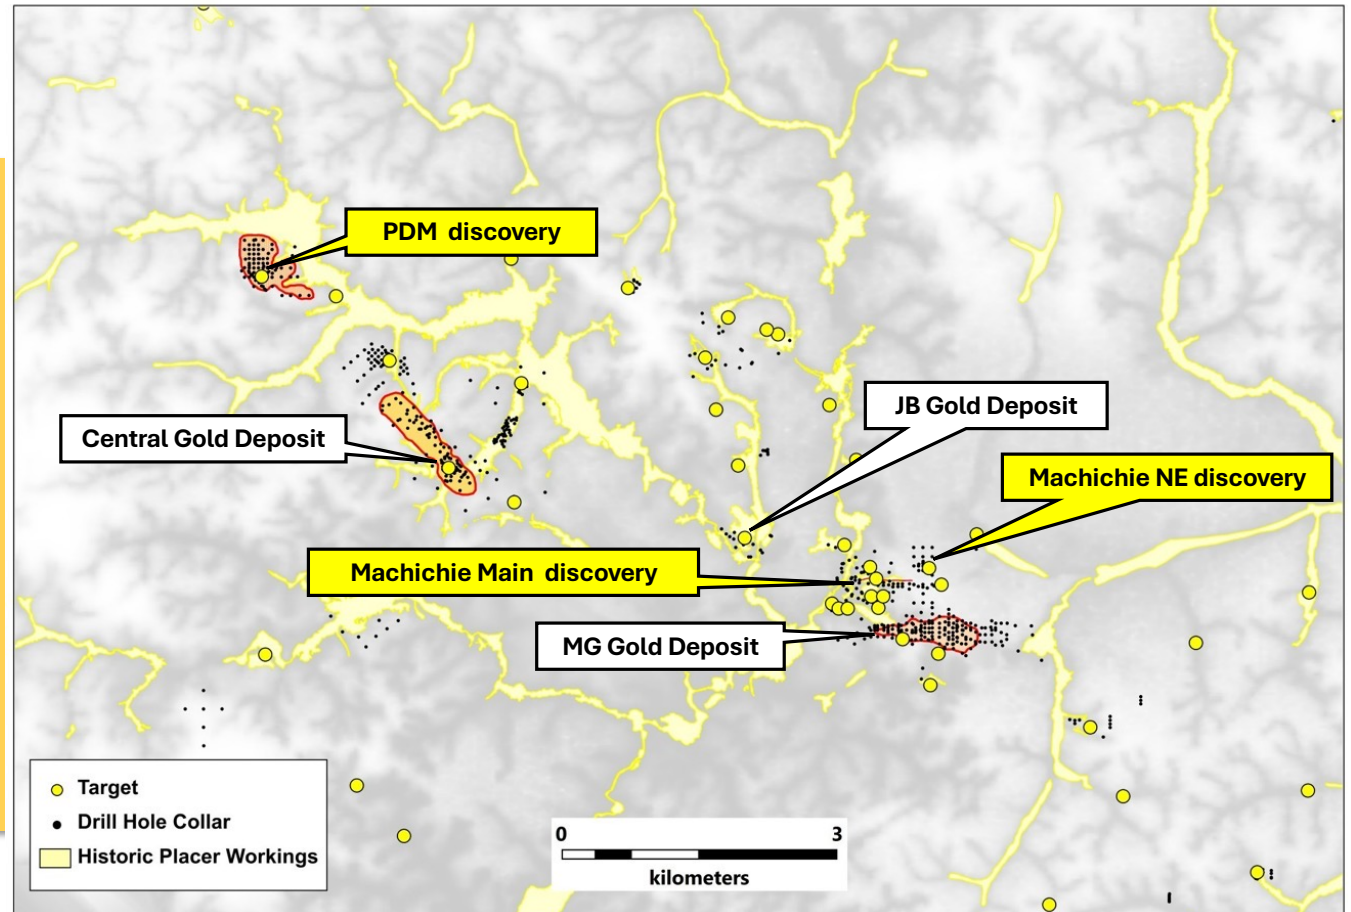 PDM discovery
JB Gold Deposit
Central Gold Deposit
Machichie NE discovery
Machichie Main discovery
MG Gold Deposit
Target
Drill Hole Collar
Historic Placer Workings
0 3
kilometers